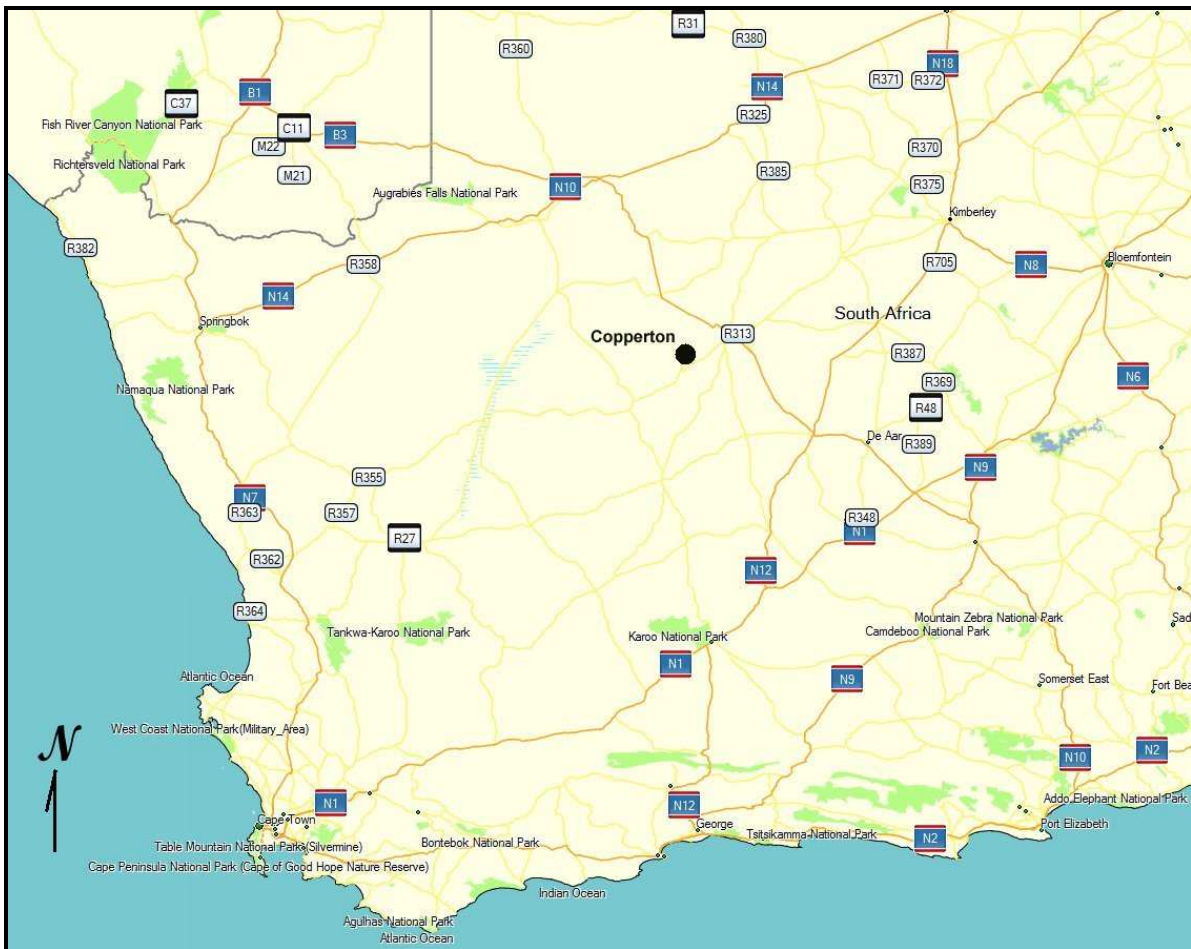 R31
R380
R360
N18
R371
R372
N14
B1
C37
R325
Fish River Canyon National Park
C11
B3
M22
R370
Richtersveld National Park
M21
R385
R375
Augrabies Falls National Park
N10
Kimberley
R382
R358
R705
N8
Bloemfontein
N14
South Africa
Springbok
Copperton
R313
R387
N6
R369
Namaqua National Park
R48
De Aar
R389
N9
R355
N7
R363
R357
R348
N1
R27
R362
N12
R364
Mountain Zebra National Park
Sad
Tankwa-Karoo National Park
Karoo National Park
Camdeboo National Park
N1
Atlantic Ocean
N9
Somerset East
Fort Bea
West Coast National Park(Military_Area)
N
N2
N10
Addo Elephant National Park
N1
N12
Cape Town
George
Port Elizabeth
Tsitsikamma National Park
N2
Table Mountain National Park (Silvermine)
Bontebok National Park
Cape Peninsula National Park (Cape of Good Hope Nature Reserve)
Indian Ocean
Agulhas National Park
Atlantic Ocean